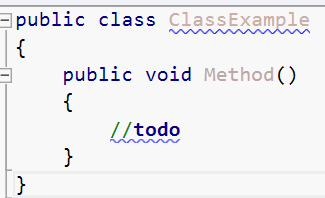 public class ClassExample
{
    public void Method()
    {
        //todo
    }
}